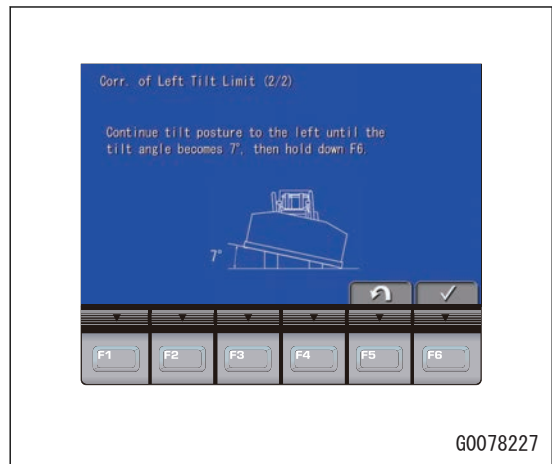 Corr. of Left Tilt Limit (2/2)
Continue tilt posture to the left until the
tilt angle becomes 7°, then hold down F6.
7°
F1 F2 F3 F4 F5 F6
G0078227